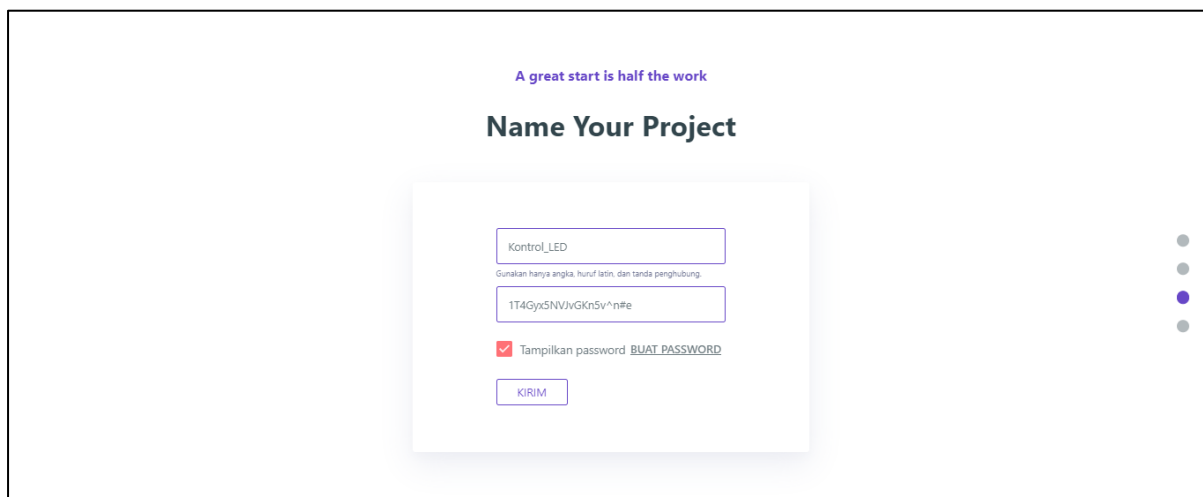 A great start is half the work
Name Your Project
Kontrol_LED
Gunakan hanya angka, huruf latin, dan tanda penghubung.
1T4Gyx5NVJvGKn5v^n#e
Tampilkan password BUAT PASSWORD
KIRIM